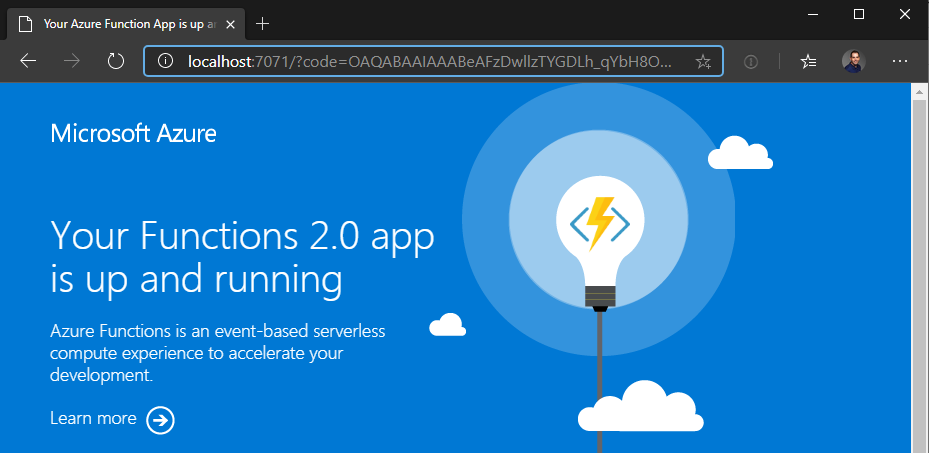 Your Azure Function App is up a
localhost:7071/?code=OAQABAAIAAABeAFzDwllzTYGDLh_qYbH8O...
Microsoft Azure
Your Functions 2.0 app
is up and running
Azure Functions is an event-based serverless
compute experience to accelerate your
development.
Learn more